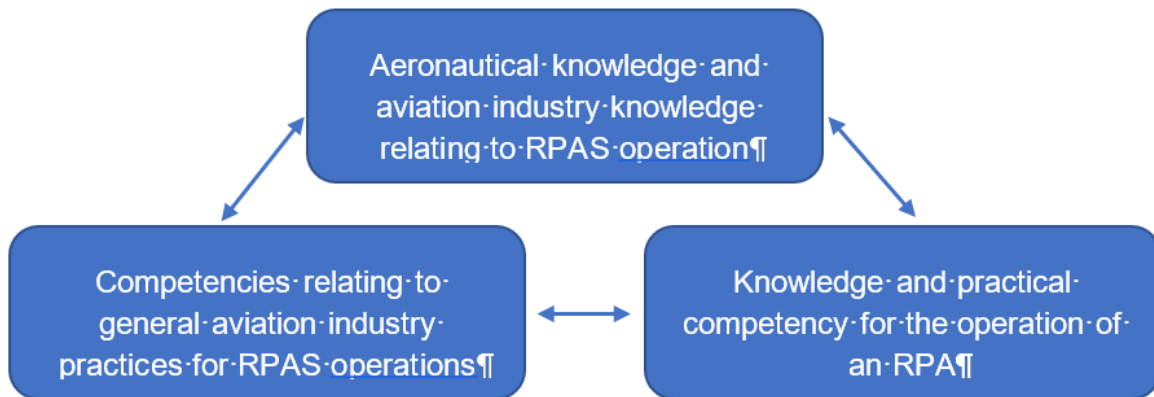 Aeronautical·knowledge·and·
aviation·industry·knowledge·
relating·to·RPAS·operation¶
Competencies·relating·to·
general·aviation·industry·
practices·for·RPAS·operations¶
Knowledge·and·practical·
competency·for·the·operation·of·
an·RPA¶